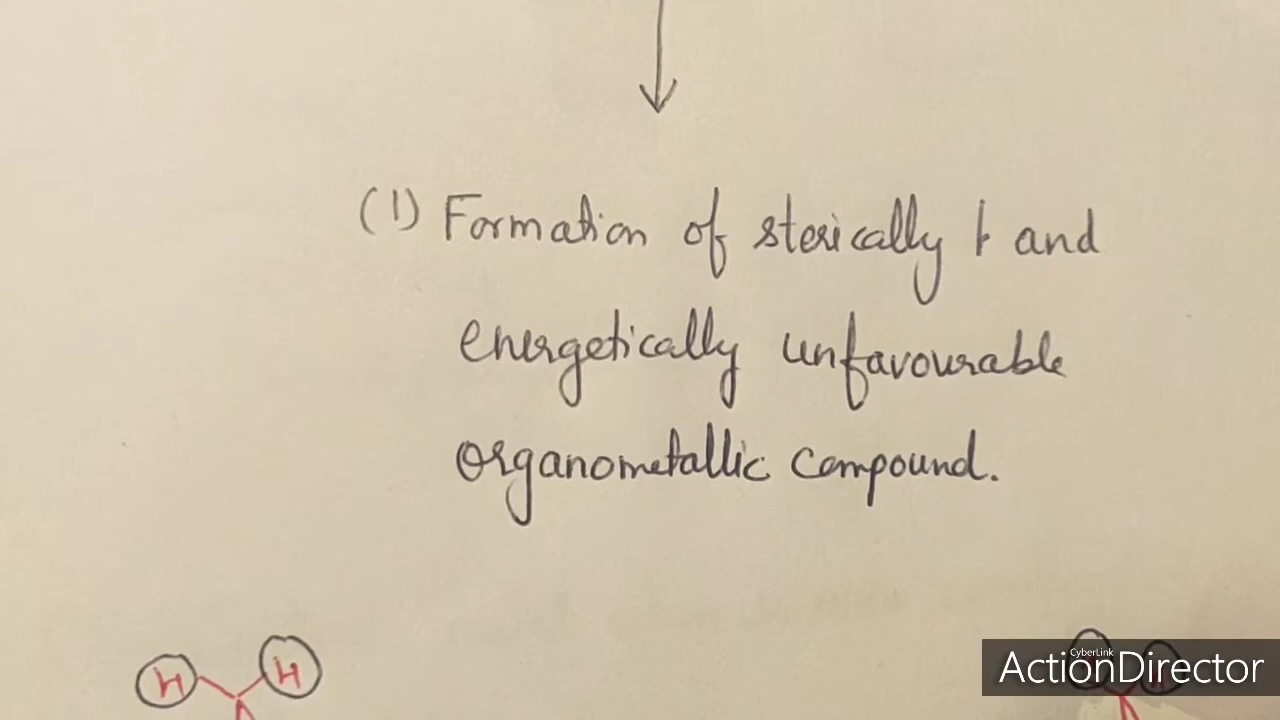 (1) Formation of sterically & and
energetically unfavourable
organometallic compound.
H H
H
CyberLink
ActionDirector